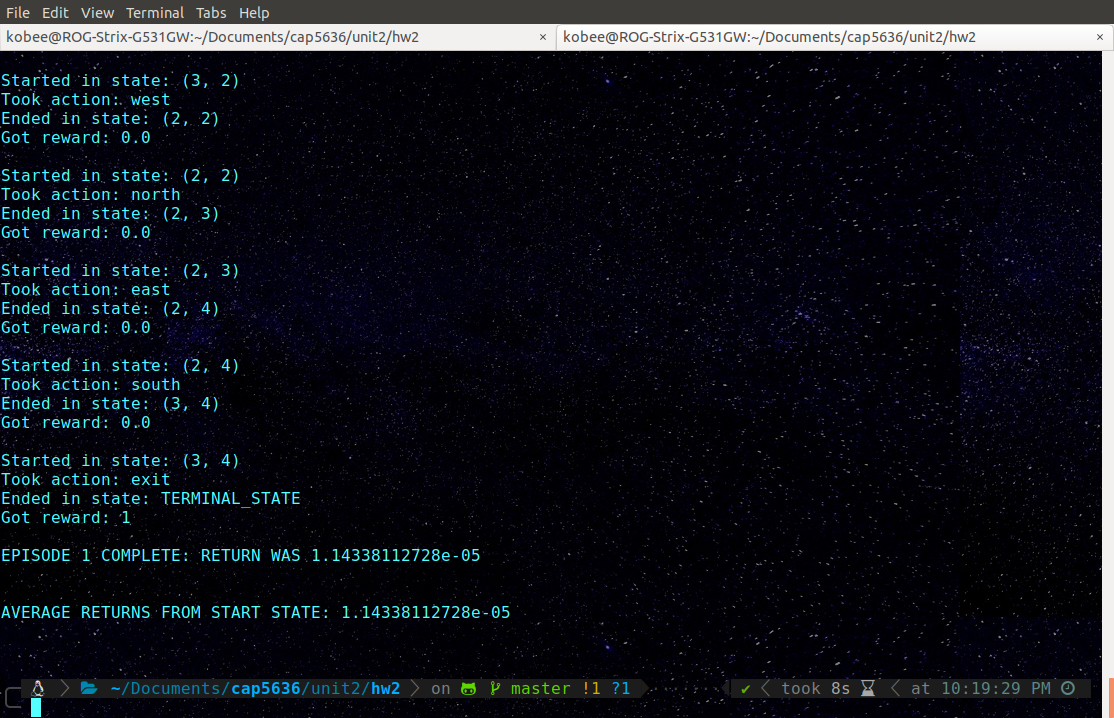 File Edit View Terminal Tabs Help
kobee@ROG-Strix-G531GW:~/Documents/cap5636/unit2/hw2 × kobee@ROG-Strix-G531GW:~/Documents/cap5636/unit2/hw2 ×
Started in state: (3, 2)
Took action: west
Ended in state: (2, 2)
Got reward: 0.0
Started in state: (2, 2)
Took action: north
Ended in state: (2, 3)
Got reward: 0.0
Started in state: (2, 3)
Took action: east
Ended in state: (2, 4)
Got reward: 0.0
Started in state: (2, 4)
Took action: south
Ended in state: (3, 4)
Got reward: 0.0
Started in state: (3, 4)
Took action: exit
Ended in state: TERMINAL_STATE
Got reward: 1
EPISODE 1 COMPLETE: RETURN WAS 1.14338112728e-05
AVERAGE RETURNS FROM START STATE: 1.14338112728e-05
~/Documents/cap5636/unit2/hw2 on master !1 ?1 ✔ took 8s at 10:19:29 PM